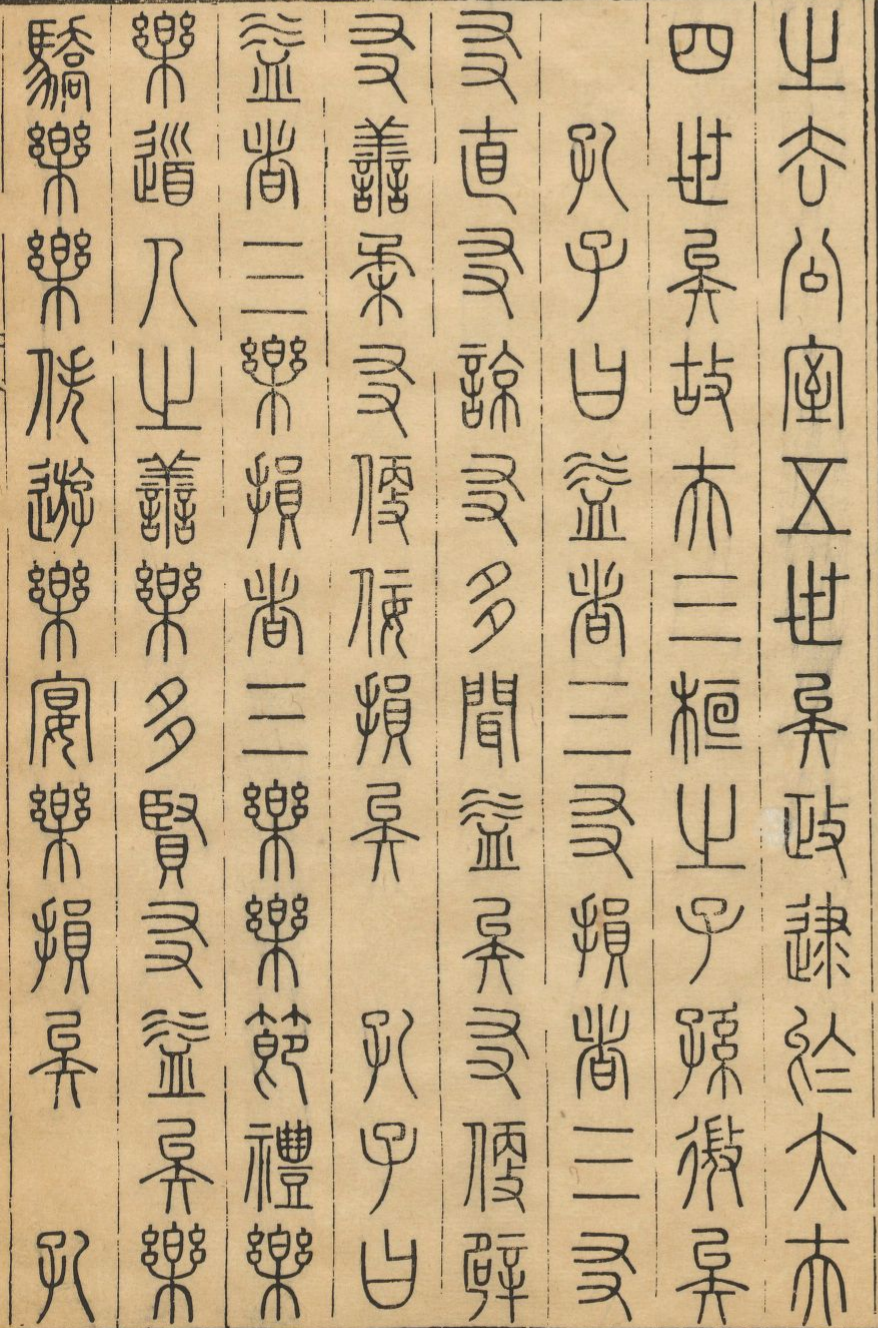 之去公室五世矣政逮於大夫
四世矣故夫三桓之子孫微矣
孔子曰益者三友損者三友
友直友諒友多聞益矣友便辟
友善柔友便佞損矣　孔子曰
益者三樂損者三樂樂節禮樂
樂道人之善樂多賢友益矣樂
驕樂樂佚遊樂宴樂損矣　孔